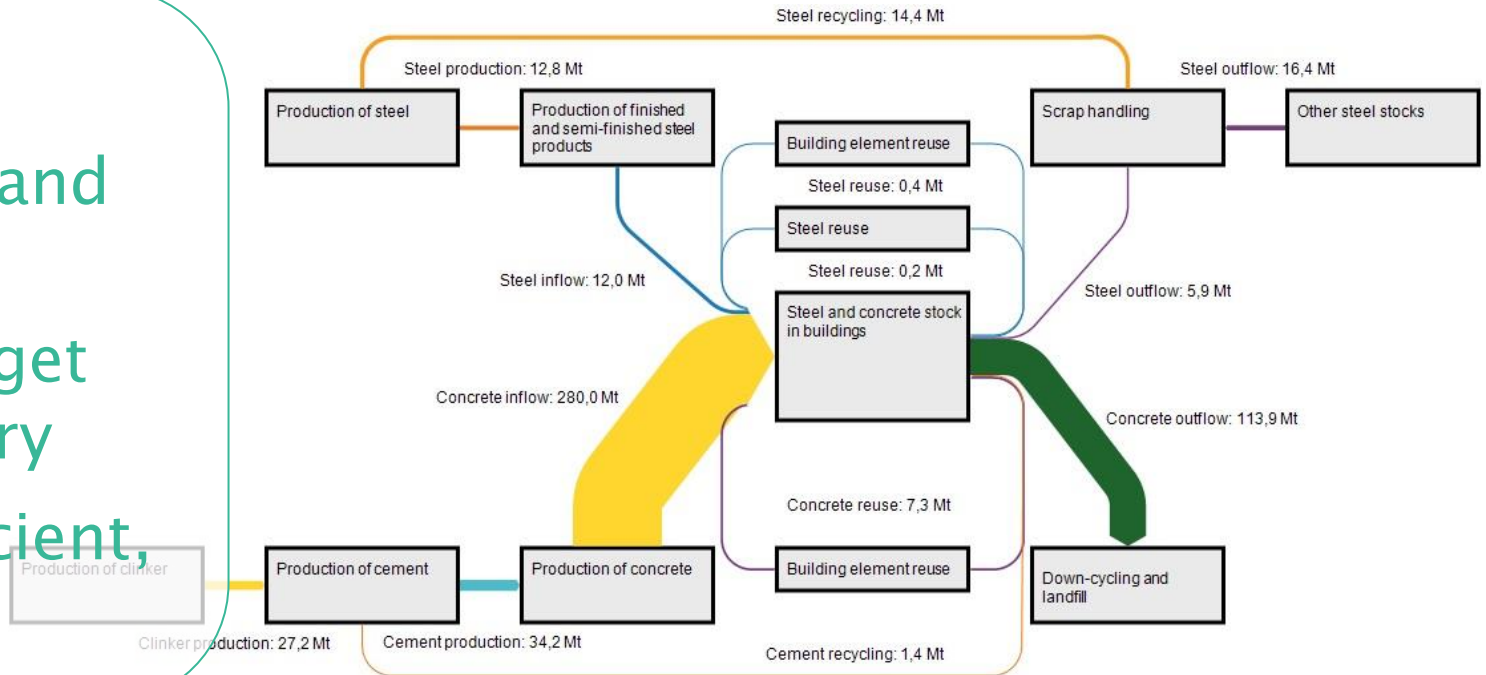 and
get
ry
cient,
Steel recycling: 14,4 Mt
Steel production: 12,8 Mt
Steel outflow: 16,4 Mt
Production of steel
Production of finished
and semi-finished steel
products
Building element reuse
Scrap handling
Other steel stocks
Steel reuse: 0,4 Mt
Steel reuse
Steel reuse: 0,2 Mt
Steel inflow: 12,0 Mt
Steel outflow: 5,9 Mt
Steel and concrete stock
in buildings
Concrete inflow: 280,0 Mt
Concrete outflow: 113,9 Mt
Concrete reuse: 7,3 Mt
Production of clinker
Production of cement
Production of concrete
Building element reuse
Down-cycling and
landfill
Clinker production: 27,2 Mt
Cement production: 34,2 Mt
Cement recycling: 1,4 Mt